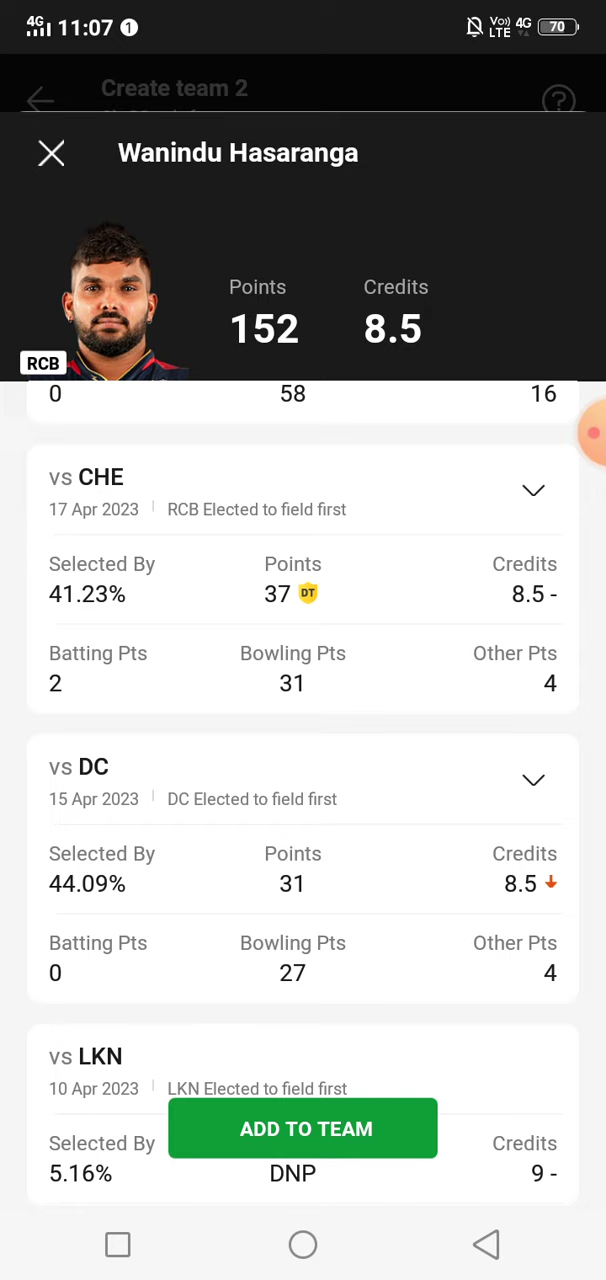 4G 11:07 1 Vo) LTE 4G 70
Create team 2
Wanindu Hasaranga
Points Credits
152 8.5
RCB
0 58 16
vs CHE
17 Apr 2023 RCB Elected to field first
Selected By Points Credits
41.23% 37 DT 8.5 -
Batting Pts Bowling Pts Other Pts
2 31 4
vs DC
15 Apr 2023 DC Elected to field first
Selected By Points Credits
44.09% 31 8.5
Batting Pts Bowling Pts Other Pts
0 27 4
vs LKN
10 Apr 2023 LKN Elected to field first
ADD TO TEAM
Selected By Credits
5.16% DNP 9 -